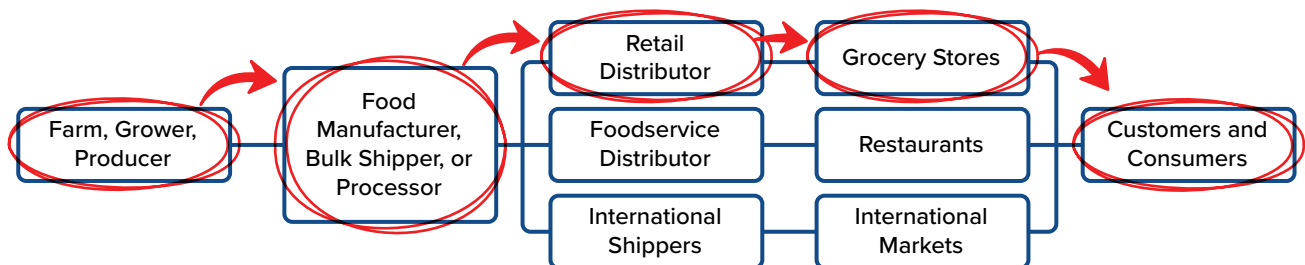 Farm, Grower,
Producer
Food
Manufacturer,
Bulk Shipper, or
Processor
Retail
Distributor
Grocery Stores
Foodservice
Distributor
Restaurants
International
Shippers
International
Markets
Customers and
Consumers